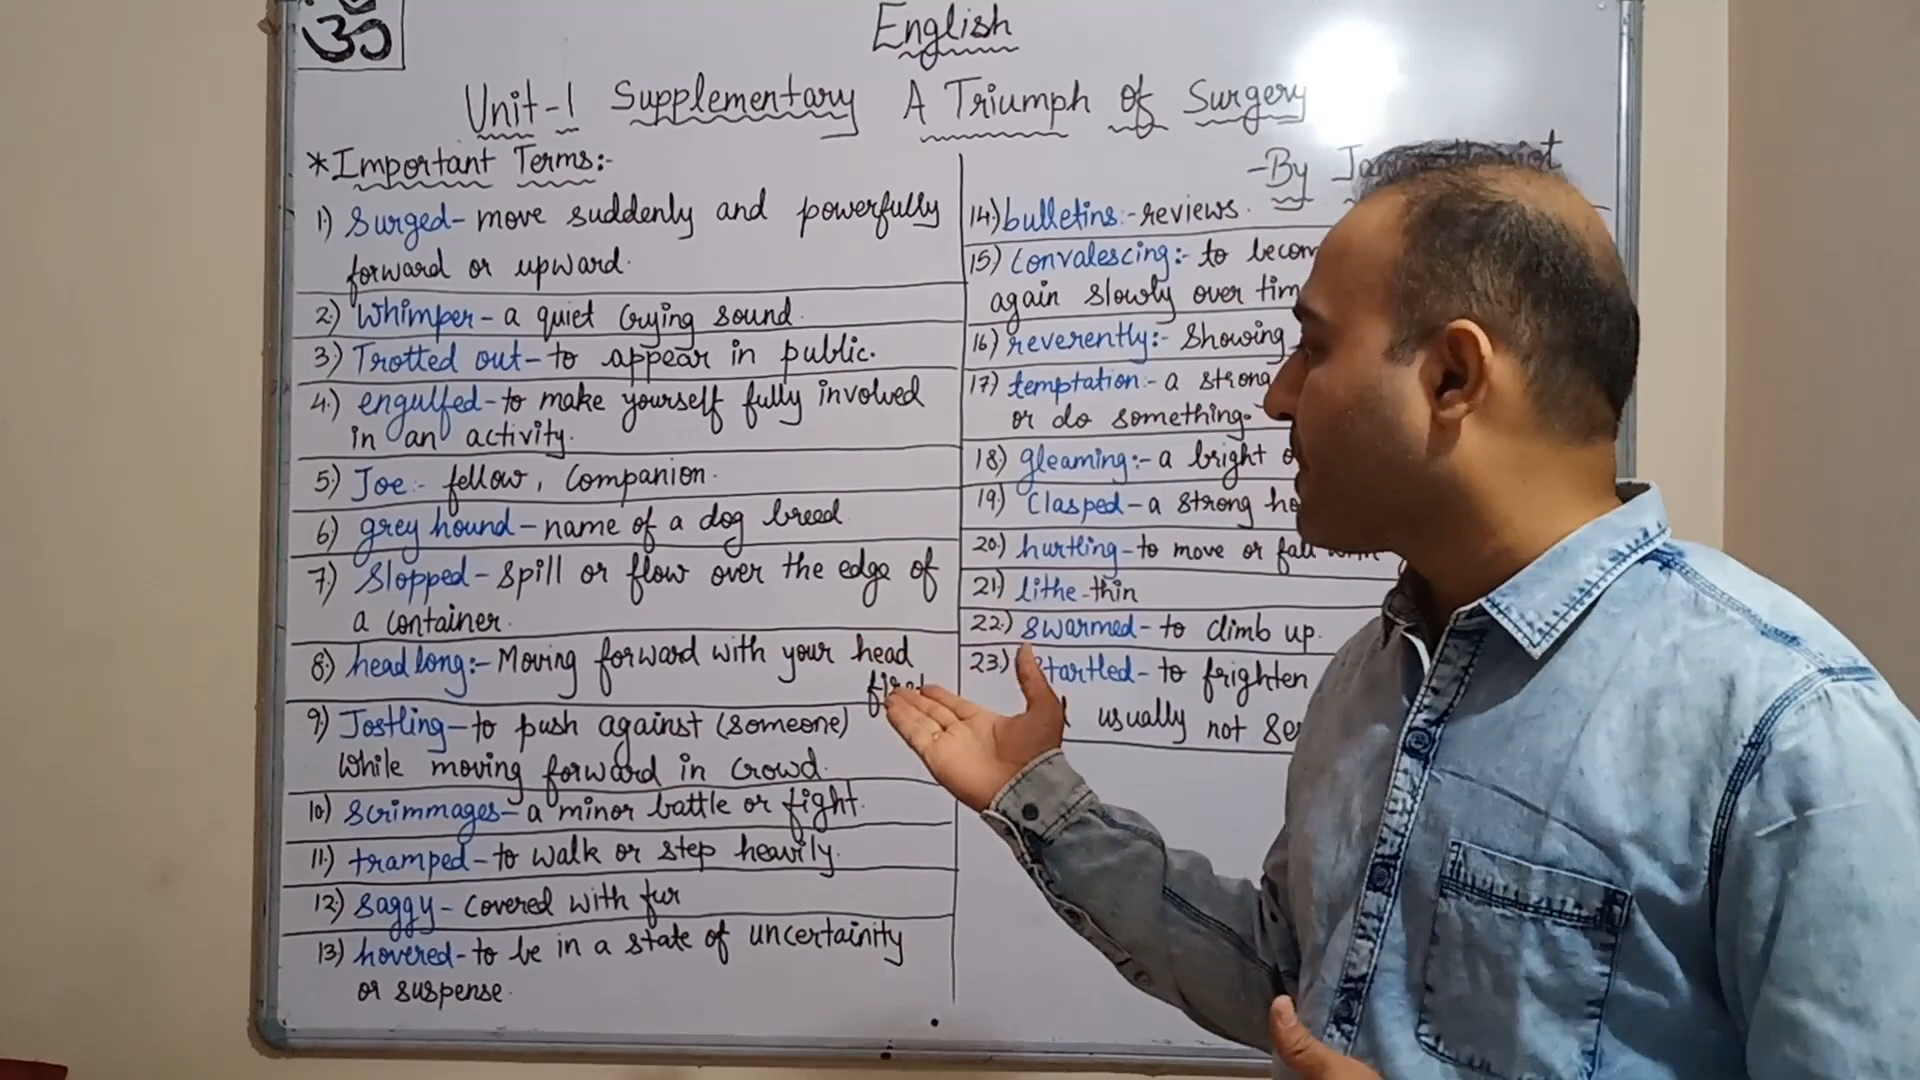 ॐ
English
Unit-1 Supplementary A Triumph of Surgery
-By
*Important Terms:-
1) Surged- move suddenly and powerfully
forward or upward.
2) Whimper- a quiet Crying sound.
3) Trotted out- to appear in public.
4) engulfed- to make yourself fully involved
in an activity.
5) Joe:- fellow, Companion.
6) grey hound- name of a dog breed
7) Slopped- Spill or flow over the edge of
a container.
8) head long:- Moving forward with your head
first
9) Jostling- to push against (someone)
While moving forward in Crowd.
10) Scrimmages- a minor battle or fight.
11) tramped- to walk or step heavily.
12) Saggy- Covered with fur
13) hovered- to be in a state of uncertainity
or suspense.
14) bulletins:- reviews.
15) Convalescing:- to
again slowly over
16) reverently:- Showing
17) temptation:- a strong
or do something.
18) gleaming:- a bright
19) Clasped- a strong
20) hurtling- to move or fall
21) lithe- thin
22) Swarmed- to climb up.
23) Startled- to frighten
usually not